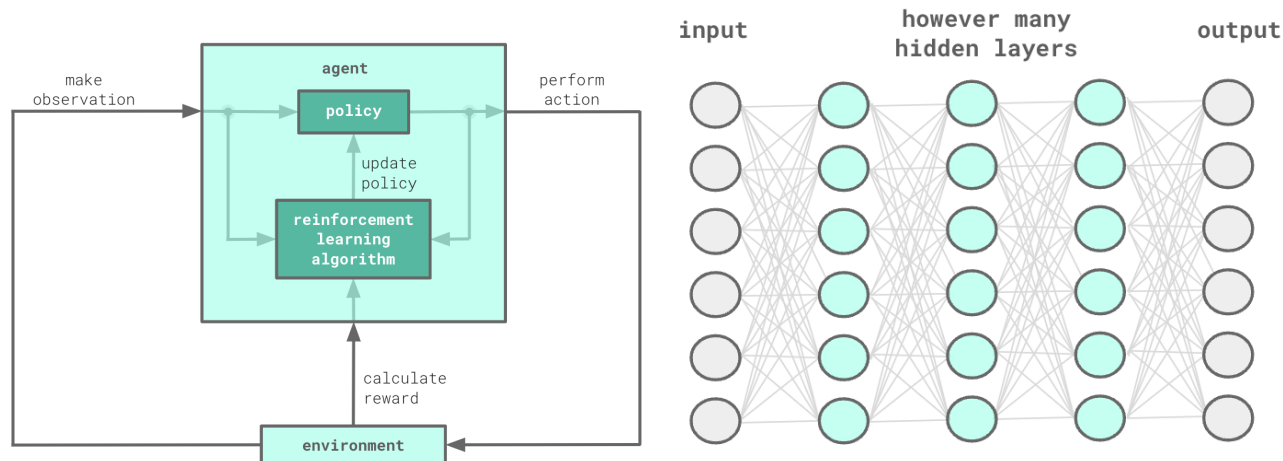 make
observation
agent
perform
action
policy
update
policy
reinforcement
learning
algorithm
calculate
reward
environment
input
however many
hidden layers
output